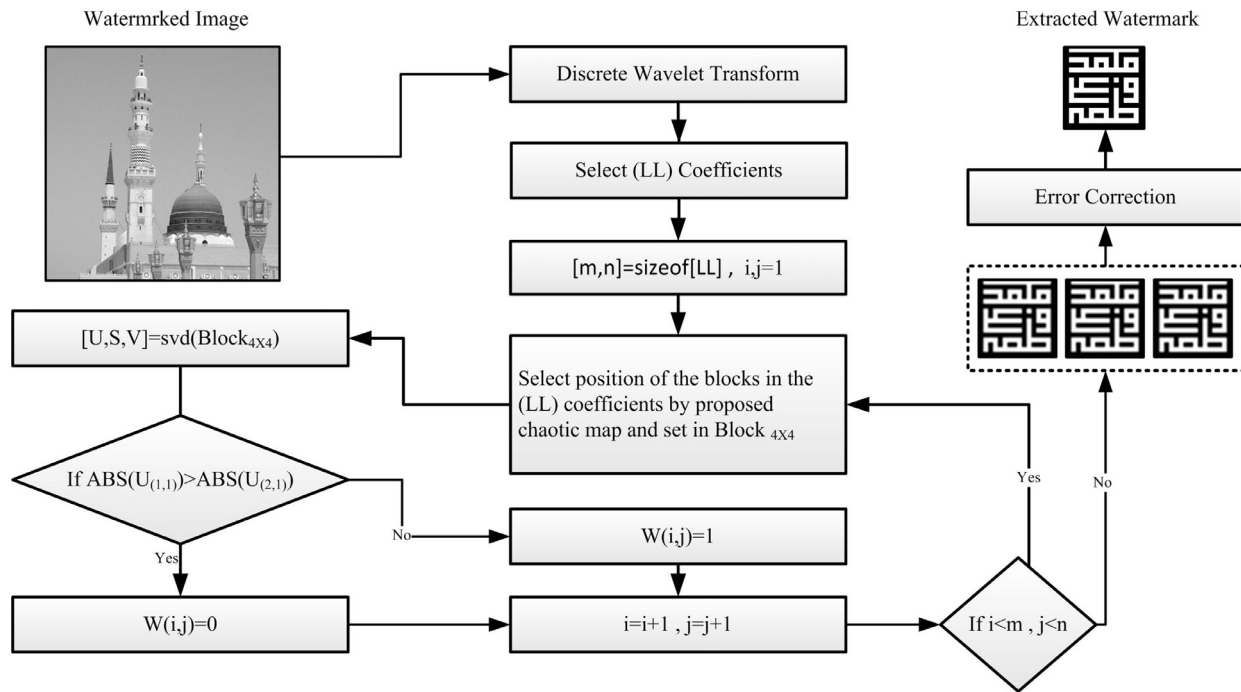 Watermrked Image
Extracted Watermark
Discrete Wavelet Transform
Select (LL) Coefficients
Error Correction
[m,n]=sizeof[LL] , i,j=1
[U,S,V]=svd(Block4X4)
Select position of the blocks in the
(LL) coefficients by proposed
chaotic map and set in Block 4X4
If ABS(U(1,1))>ABS(U(2,1))
Yes
No
No
W(i,j)=1
Yes
W(i,j)=0
i=i+1 , j=j+1
If i<m , j<n